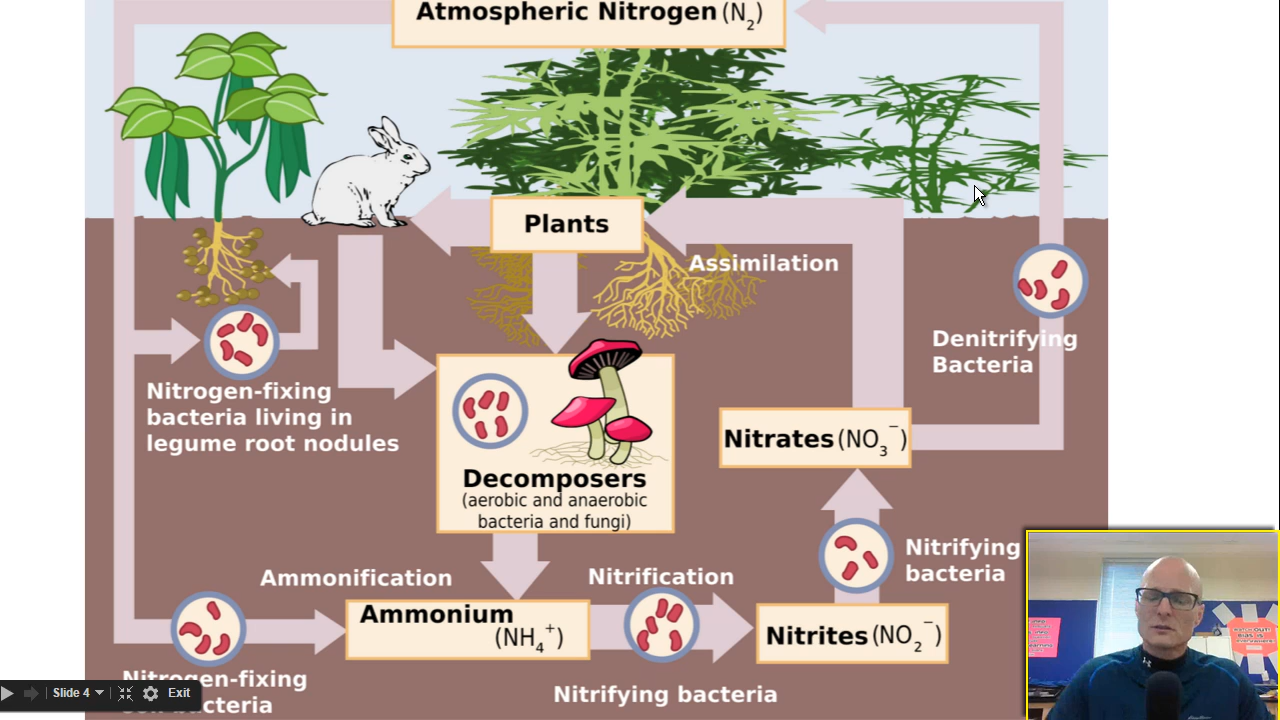 Atmospheric Nitrogen (N2)
Plants
Assimilation
Denitrifying
Bacteria
Nitrogen-fixing
bacteria living in
legume root nodules
Nitrates (NO3−)
Decomposers
(aerobic and anaerobic
bacteria and fungi)
Nitrifying
bacteria
Ammonification
Nitrification
Ammonium
(NH4+)
Nitrites (NO2−)
Nitrogen-fixing
soil bacteria
Nitrifying bacteria
Slide 4
Exit